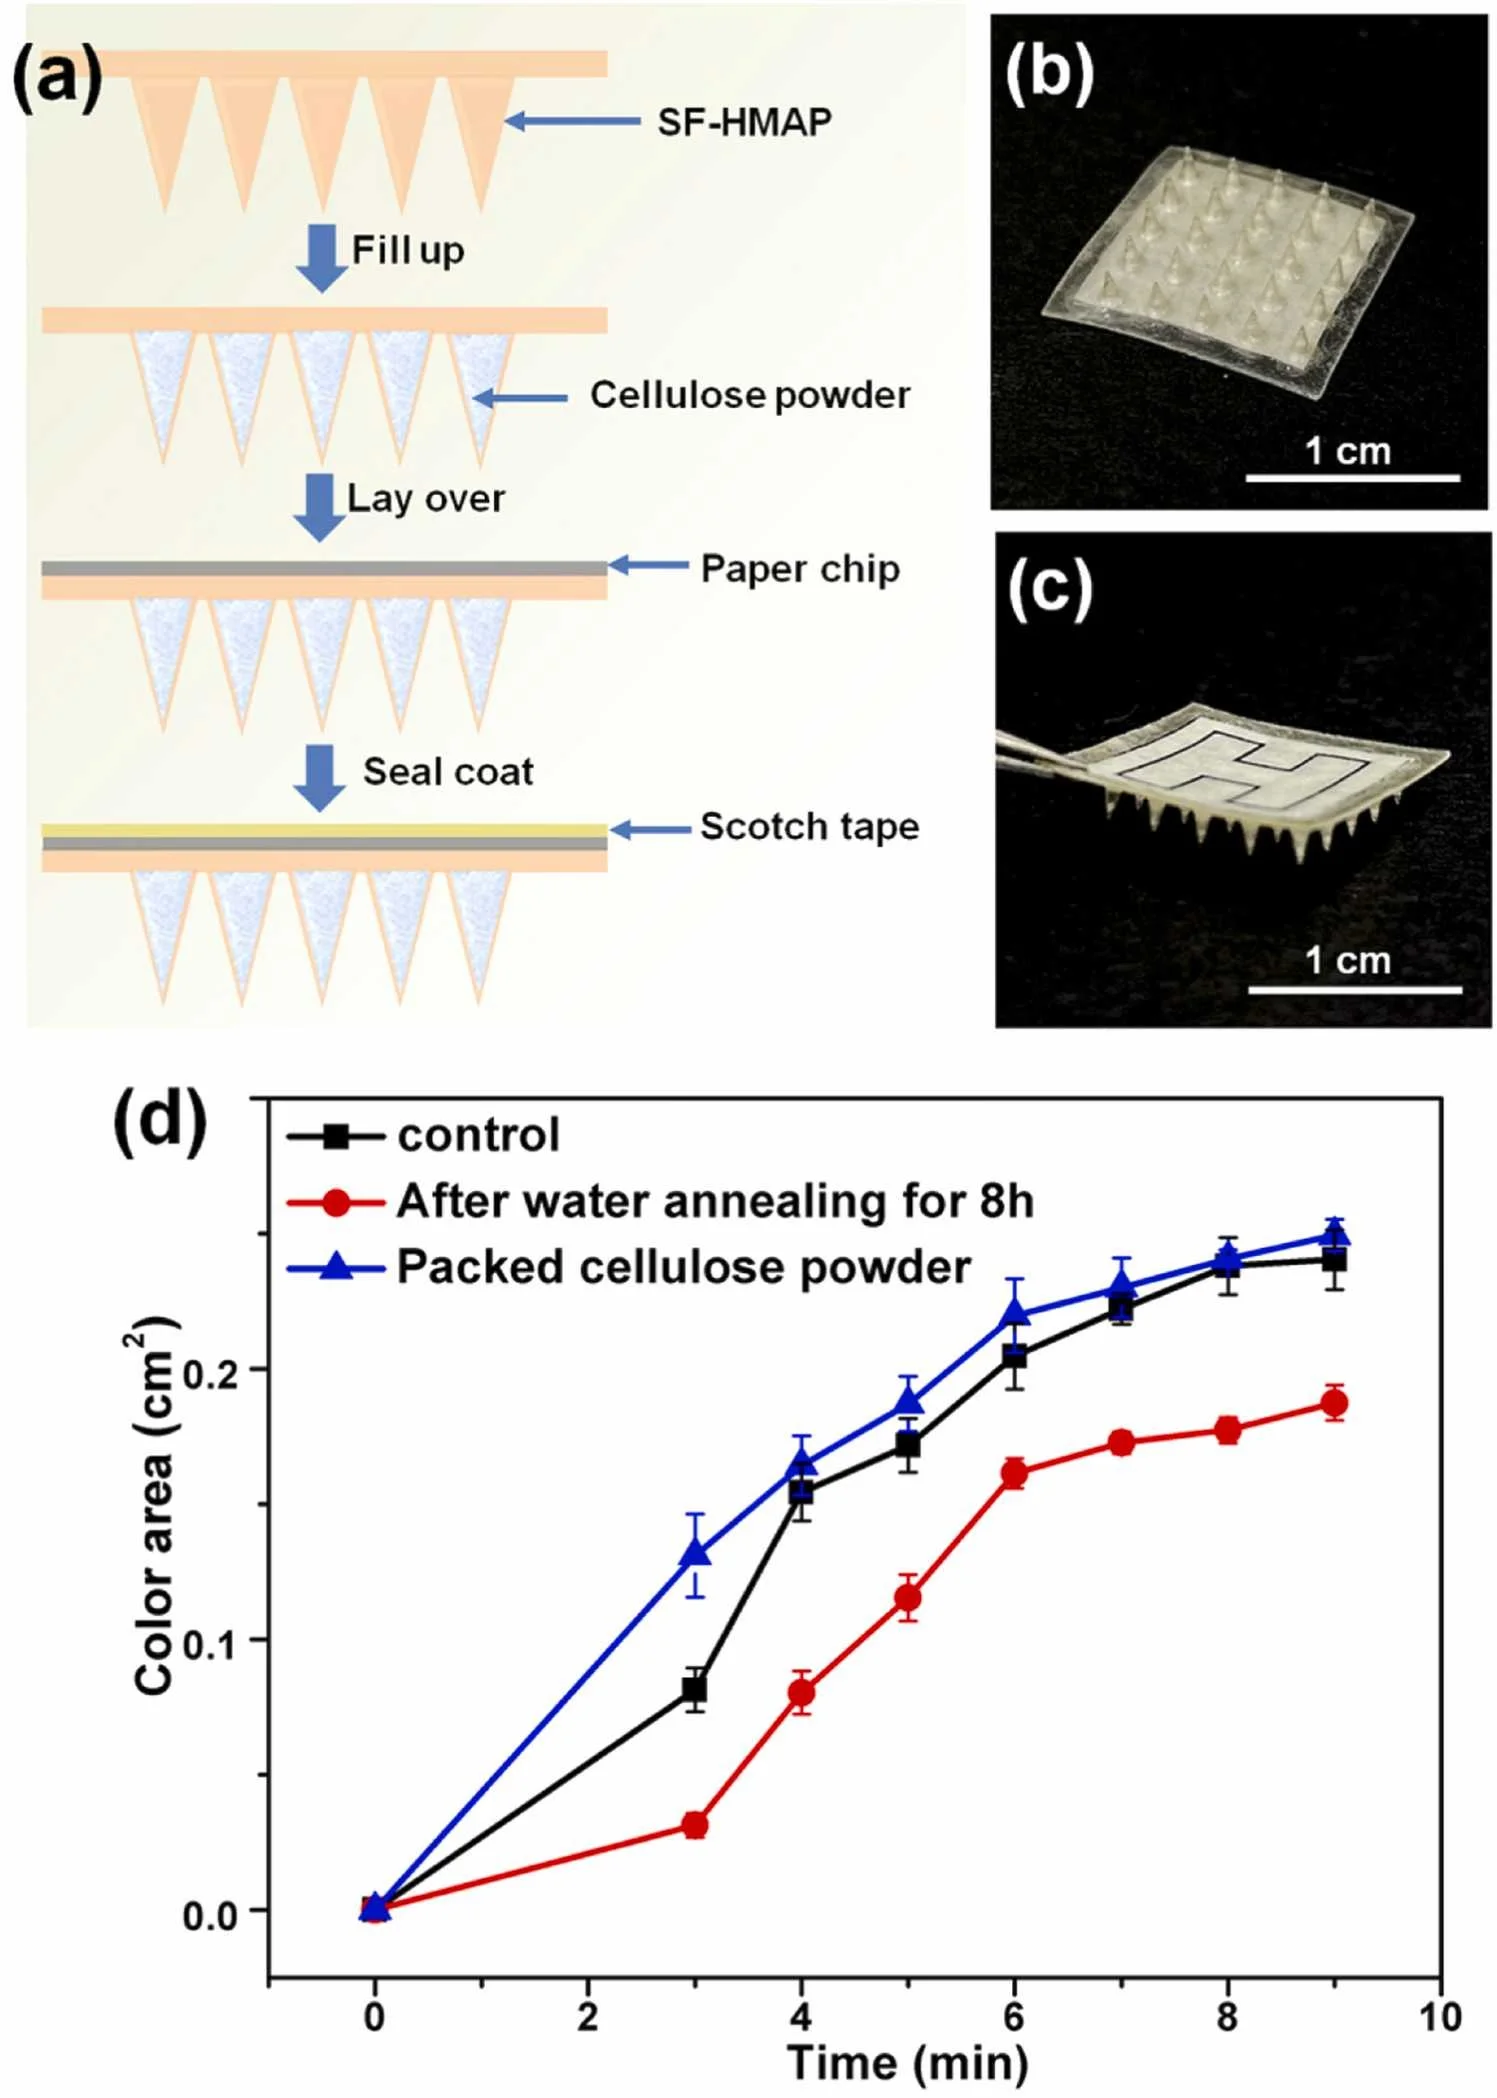 (a)
SF-HMAP
Fill up
Cellulose powder
Lay over
Paper chip
Seal coat
Scotch tape
(b)
1 cm
(c)
1 cm
(d)
control
After water annealing for 8h
Packed cellulose powder
Color area (cm²)
0.2
0.1
0.0
0 2 4 6 8 10
Time (min)